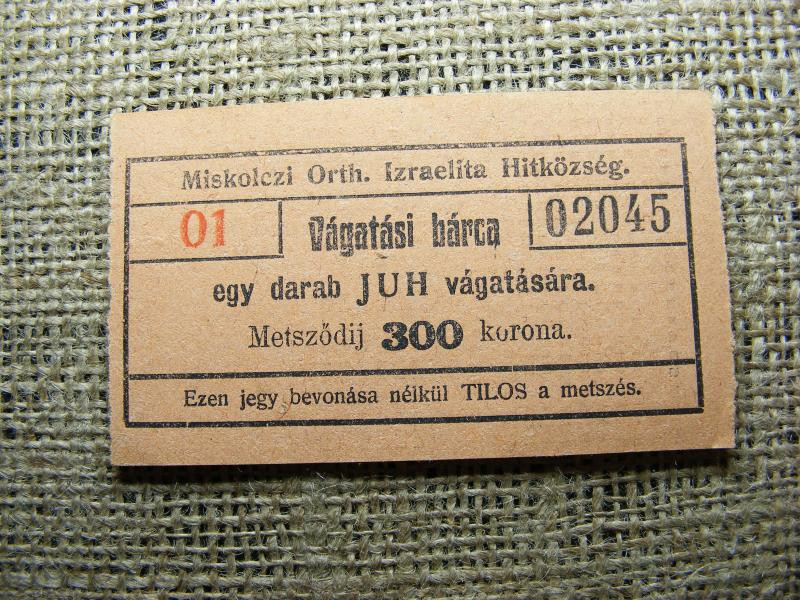 Miskolczi Orth. Izraelita Hitközség.
01 Vágatási bárca 02045
egy darab JUH vágatására.
Metsződij 300 korona.
Ezen jegy bevonása nélkül TILOS a metszés.